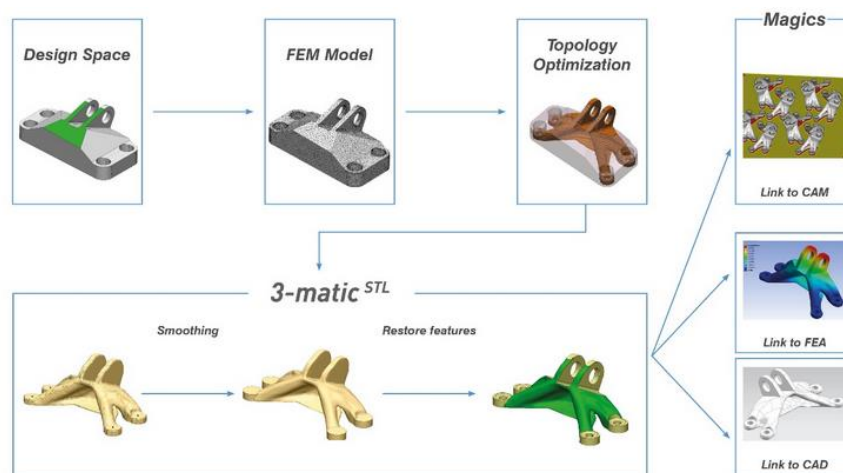 Design Space
FEM Model
Topology
Optimization
Magics
Link to CAM
3-matic STL
Smoothing
Restore features
Link to FEA
Link to CAD